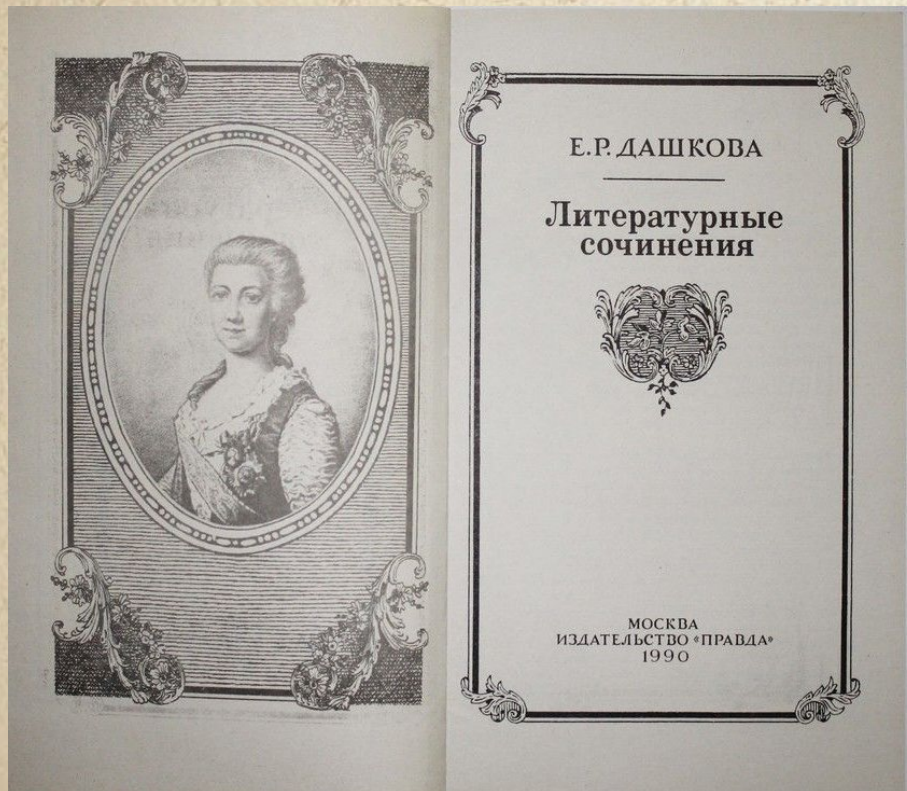 Е.Р. ДАШКОВА
Литературные
сочинения
МОСКВА
ИЗДАТЕЛЬСТВО «ПРАВДА»
1990